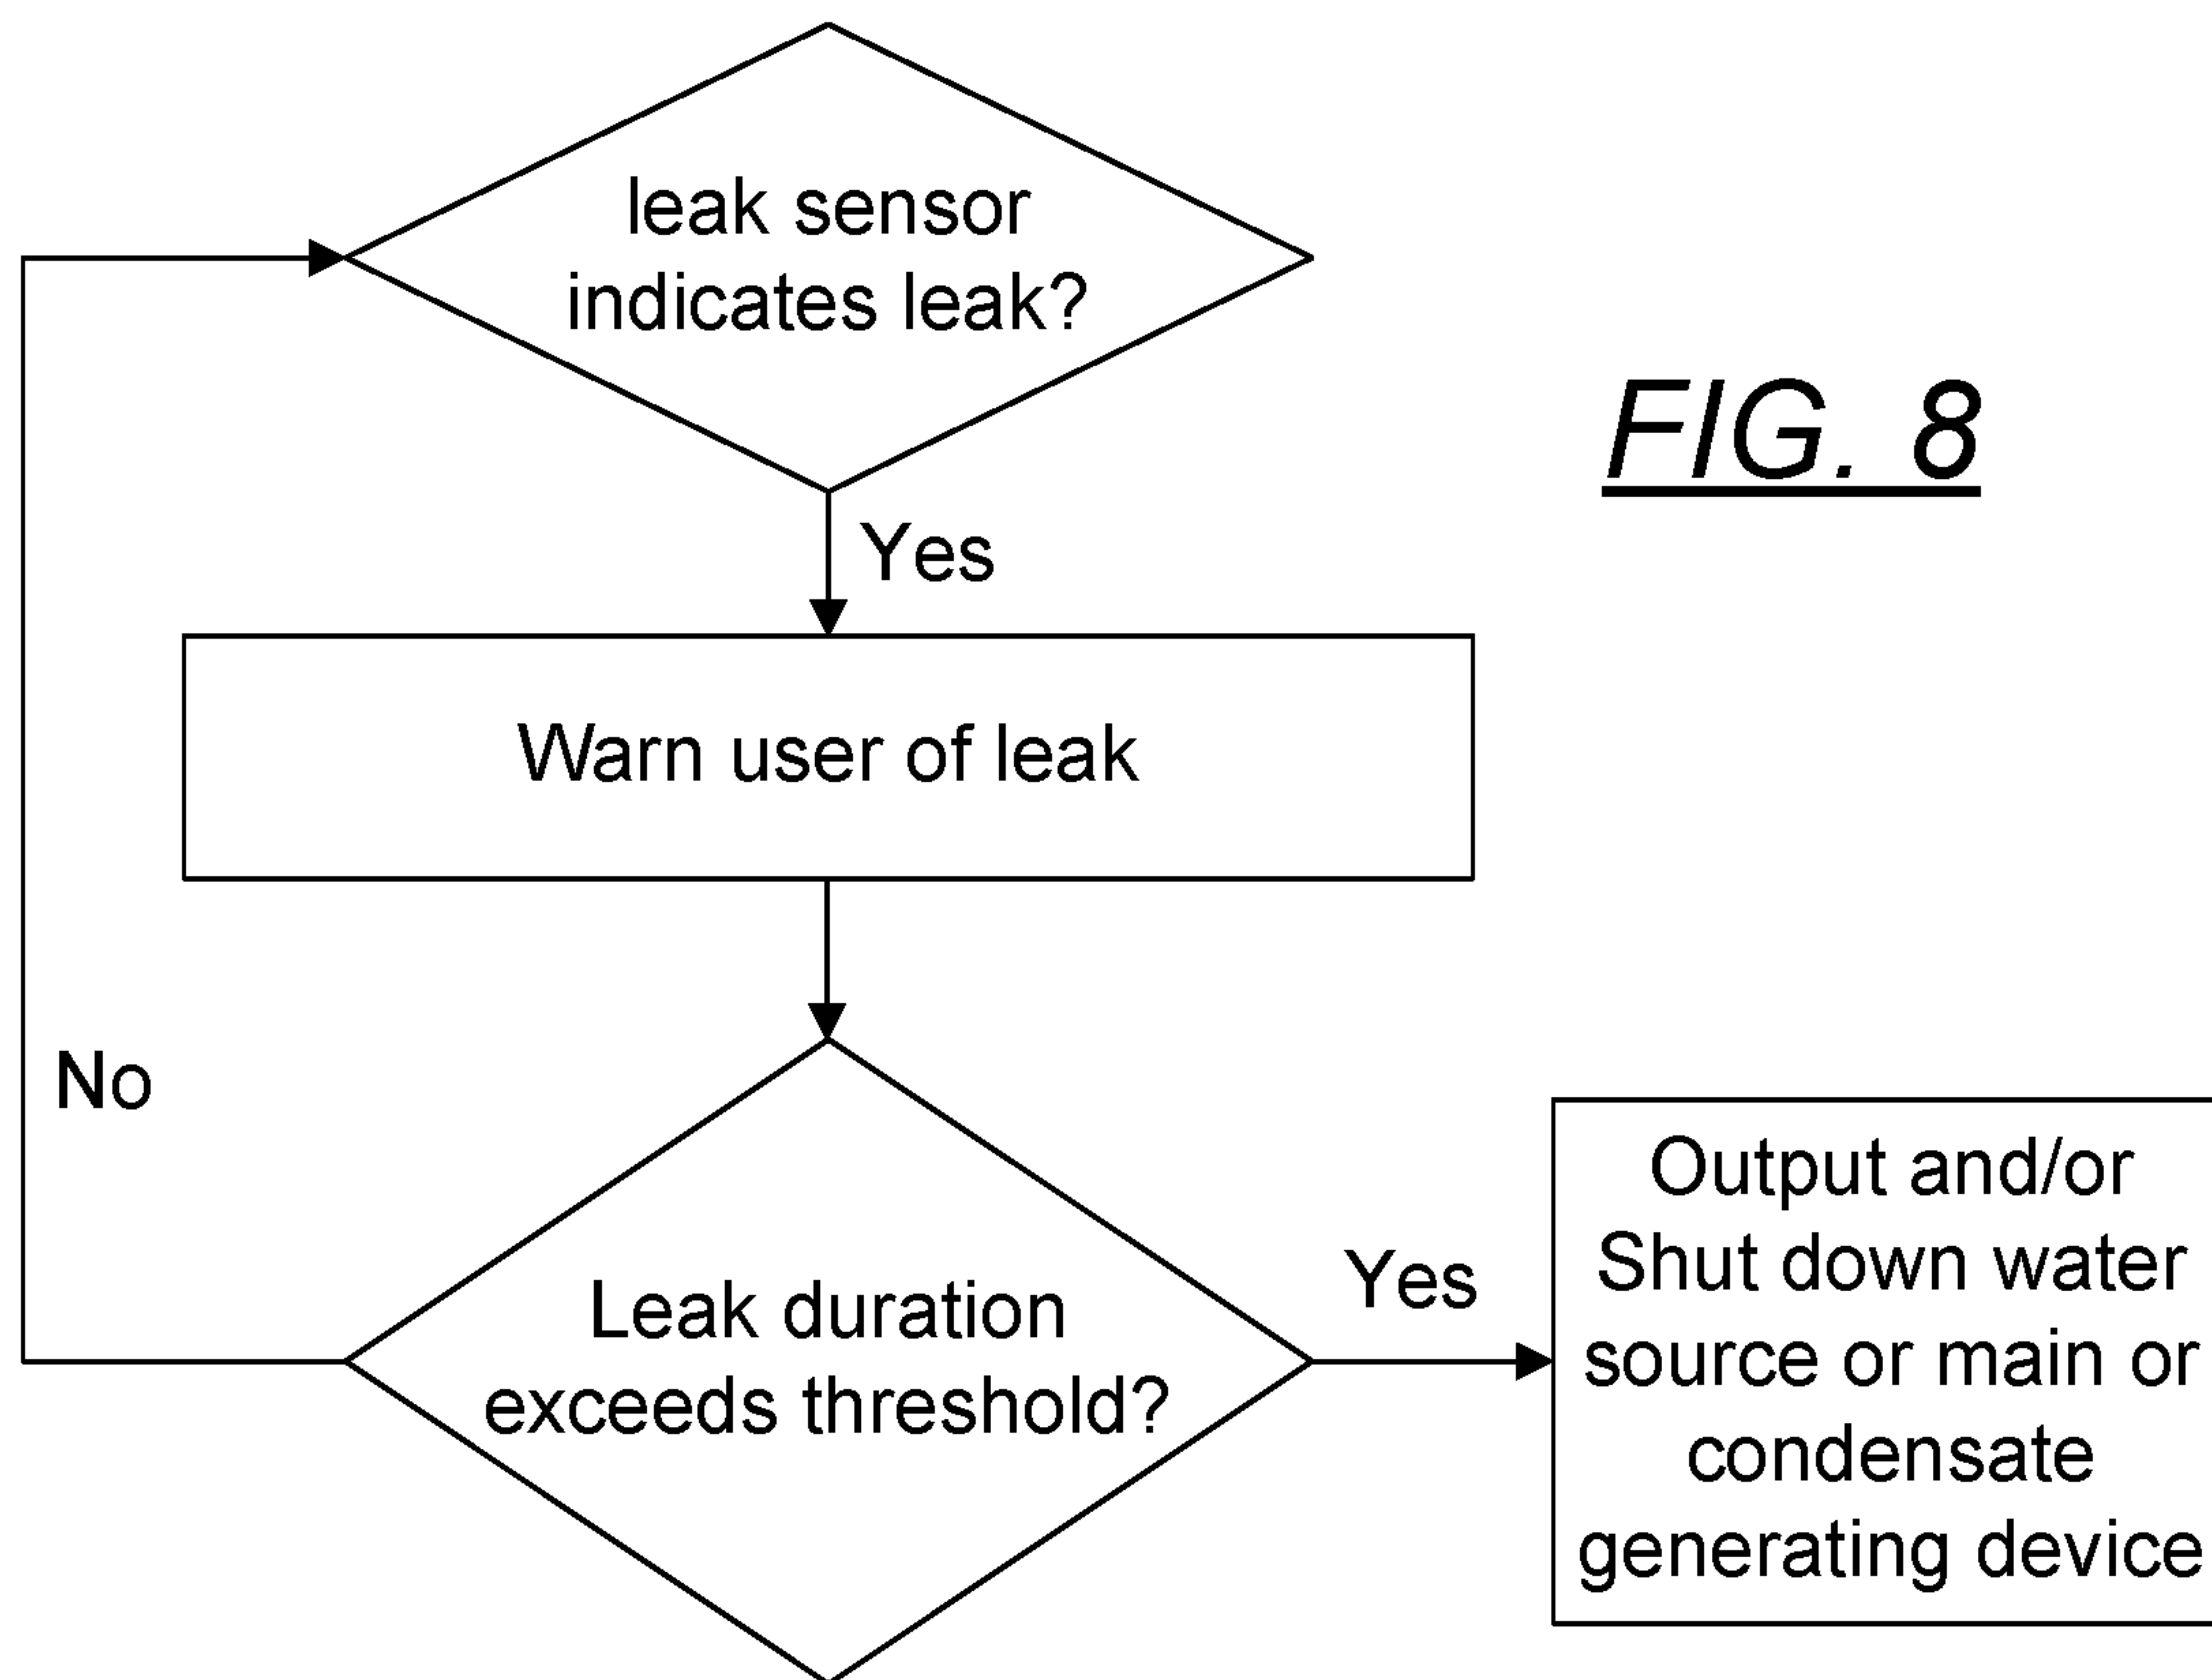 leak sensor
indicates leak?
FIG. 8
Yes
Warn user of leak
No
Leak duration
exceeds threshold?
Yes
Output and/or
Shut down water
source or main or
condensate
generating device